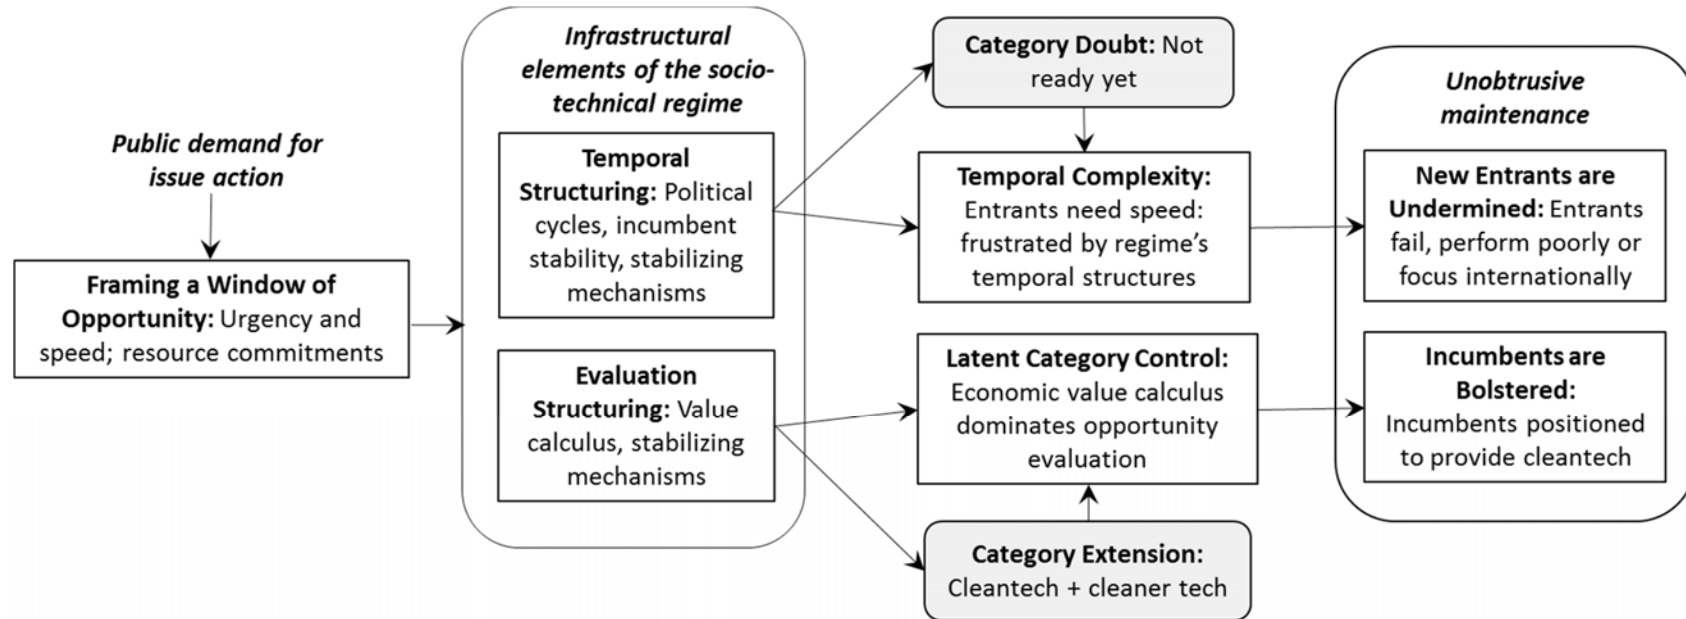 Public demand for
issue action
Framing a Window of
Opportunity: Urgency and
speed; resource commitments
Infrastructural
elements of the socio-
technical regime
Temporal
Structuring: Political
cycles, incumbent
stability, stabilizing
mechanisms
Evaluation
Structuring: Value
calculus, stabilizing
mechanisms
Category Doubt: Not
ready yet
Temporal Complexity:
Entrants need speed:
frustrated by regime's
temporal structures
Latent Category Control:
Economic value calculus
dominates opportunity
evaluation
Category Extension:
Cleantech + cleaner tech
Unobtrusive
maintenance
New Entrants are
Undermined: Entrants
fail, perform poorly or
focus internationally
Incumbents are
Bolstered:
Incumbents positioned
to provide cleantech